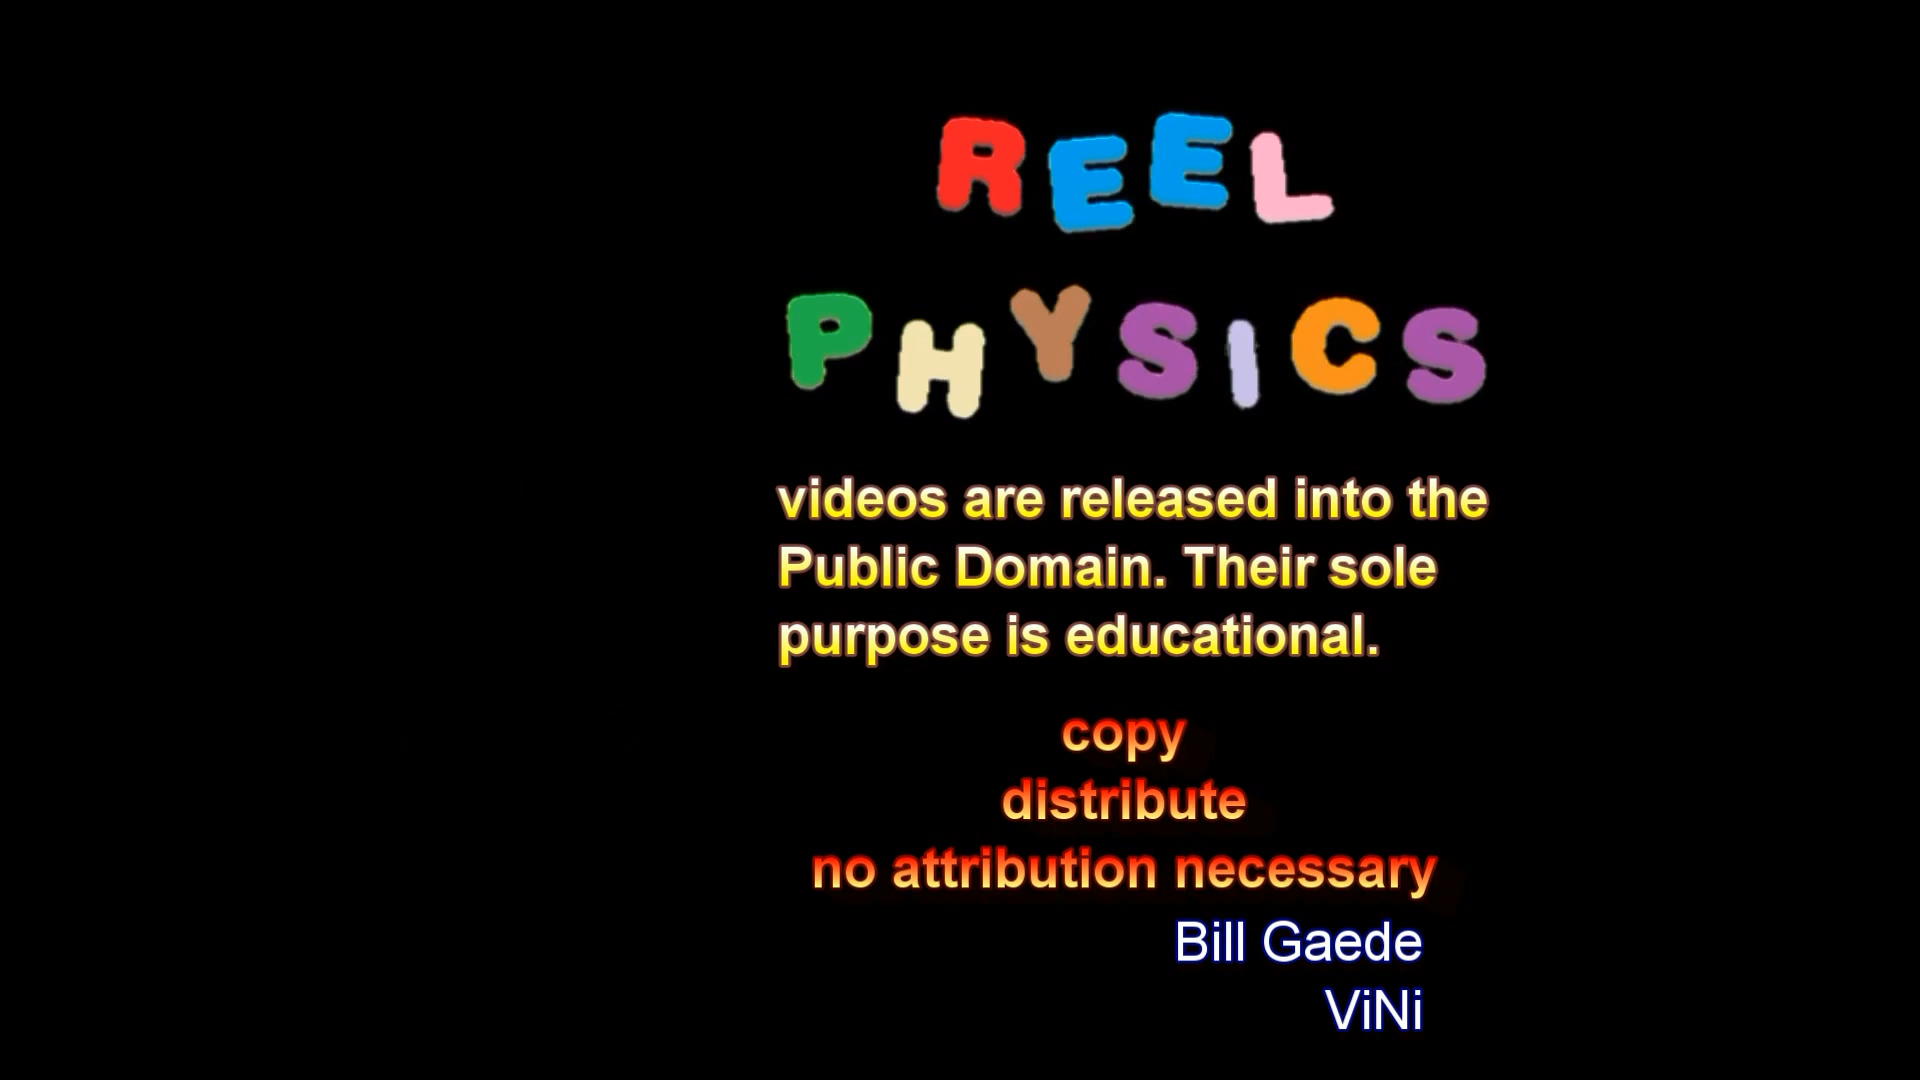 REEL
PHYSICS
videos are released into the
Public Domain. Their sole
purpose is educational.
copy
distribute
no attribution necessary
Bill Gaede
ViNi